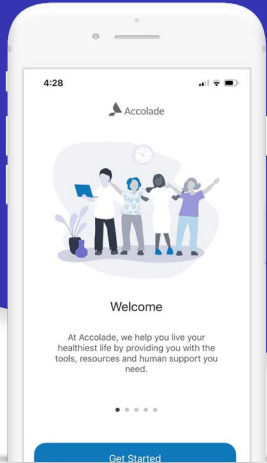 4:28
Accolade
Welcome
At Accolade, we help you live your
healthiest life by providing you with the
tools, resources and human support you
need.
Get Started